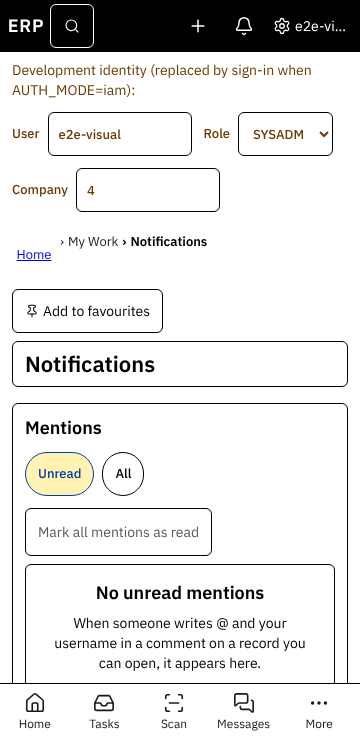 ERP
e2e-vi...
Development identity (replaced by sign-in when
AUTH_MODE=iam):
User e2e-visual Role SYSADM
Company 4
Home › My Work › Notifications
Add to favourites
Notifications
Mentions
Unread All
Mark all mentions as read
No unread mentions
When someone writes @ and your
username in a comment on a record you
can open, it appears here.
Home Tasks Scan Messages More